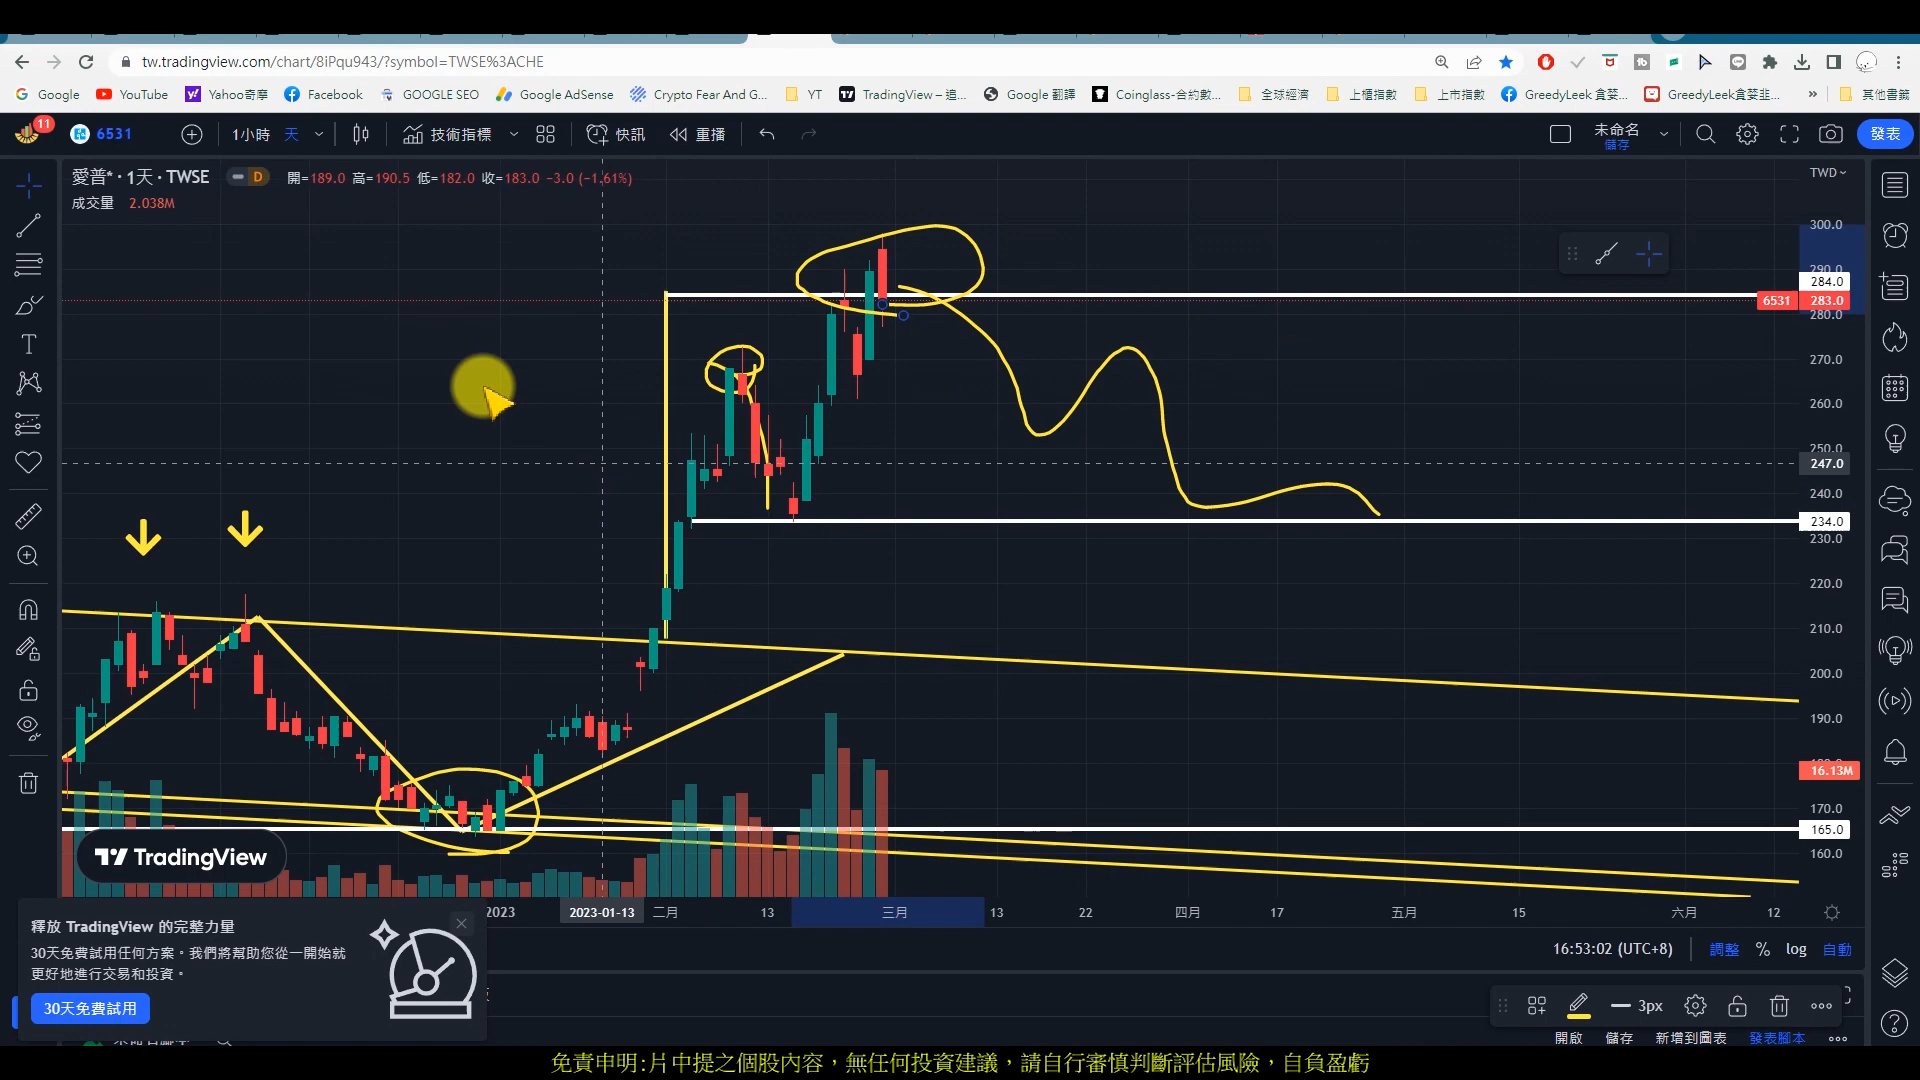 tw.tradingview.com/chart/8iPqu943/?symbol=TWSE%3ACHE
Google YouTube Yahoo奇摩 Facebook GOOGLE SEO Google AdSense Crypto Fear And G... YT TradingView – 追... Google 翻譯 Coinglass-合約數... 全球經濟 上櫃指數 上市指數 GreedyLeek 貪婪... GreedyLeek貪婪韭... » 其他書籤
11
6531 1小時 天 技術指標 快訊 重播 未命名 儲存 發表
愛普* · 1天 · TWSE D 開=189.0 高=190.5 低=182.0 收=183.0 −3.0 (−1.61%)
成交量 2.038M
TWD
300.0
290.0
284.0
6531 283.0
280.0
270.0
260.0
250.0
247.0
240.0
234.0
230.0
220.0
210.0
200.0
190.0
16.13M
170.0
165.0
160.0
TradingView
2023 2023-01-13 二月 13 三月 13 22 四月 17 五月 15 六月 12
釋放 TradingView 的完整力量
30天免費試用任何方案。我們將幫助您從一開始就
更好地進行交易和投資。
30天免費試用
16:53:02 (UTC+8) 調整 % log 自動
3px
開啟 儲存 新增到圖表 發表腳本
免責申明:片中提之個股內容，無任何投資建議，請自行審慎判斷評估風險，自負盈虧